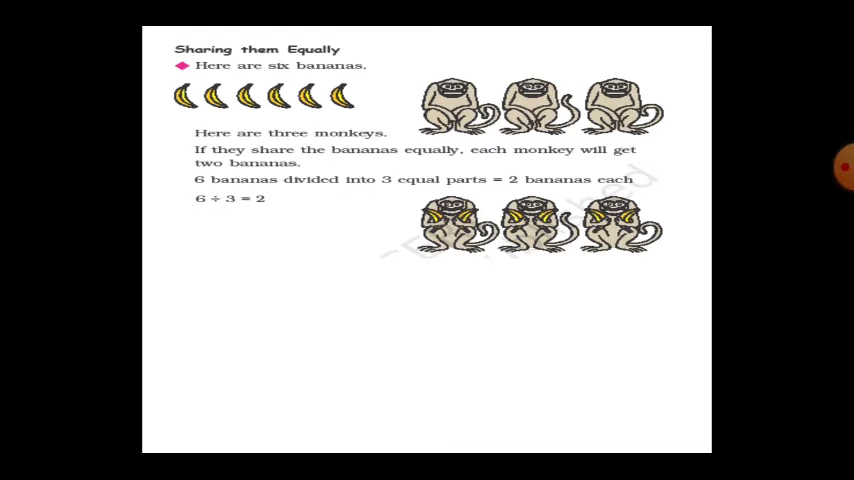 Sharing them Equally
Here are six bananas.
Here are three monkeys.
If they share the bananas equally, each monkey will get
two bananas.
6 bananas divided into 3 equal parts = 2 bananas each
6 ÷ 3 = 2